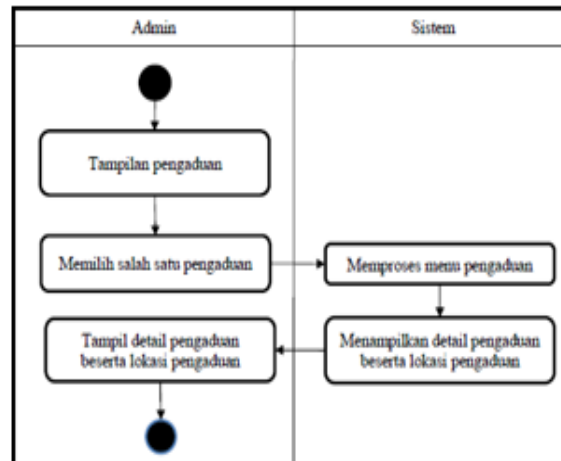 Admin
Sistem
Tampilan pengaduan
Memilih salah satu pengaduan
Memproses menu pengaduan
Menampilkan detail pengaduan
beserta lokasi pengaduan
Tampil detail pengaduan
beserta lokasi pengaduan